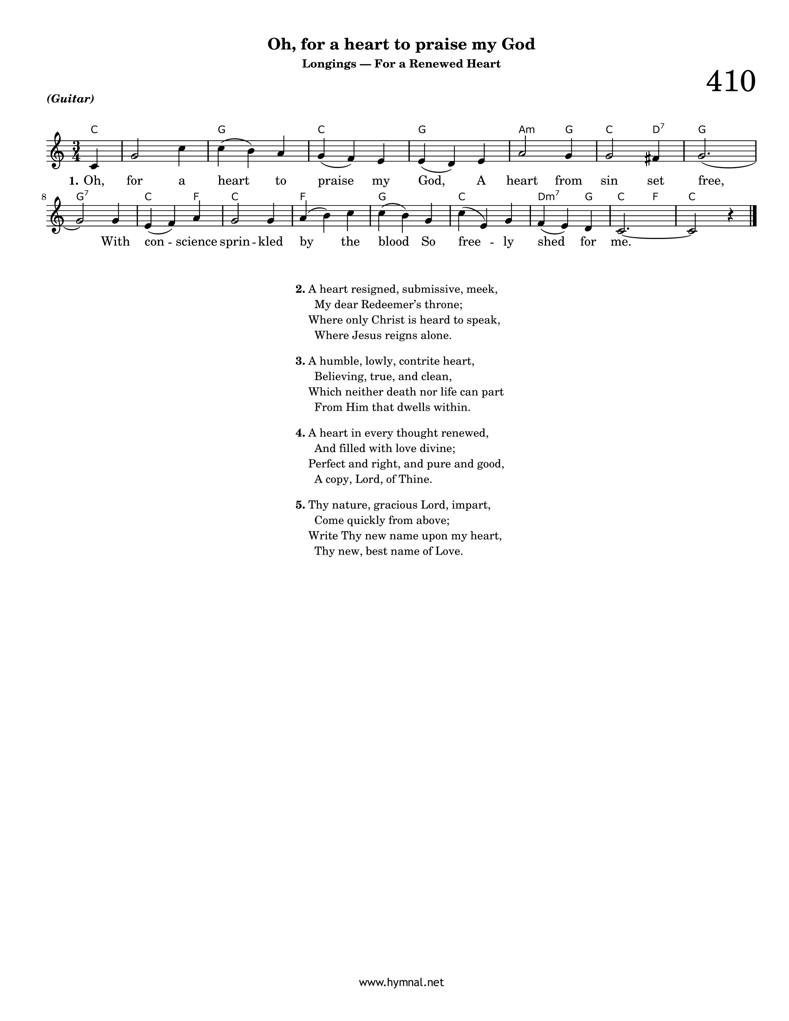 Oh, for a heart to praise my God
Longings — For a Renewed Heart
410
(Guitar)
C G C G Am G C D7 G
3
4
1. Oh, for a heart to praise my God, A heart from sin set free,
8 G7 C F C G F G C Dm7 G C F C
With con - science sprin - kled by the blood So free - ly shed for me.
2. A heart resigned, submissive, meek,
My dear Redeemer's throne;
Where only Christ is heard to speak,
Where Jesus reigns alone.
3. A humble, lowly, contrite heart,
Believing, true, and clean,
Which neither death nor life can part
From Him that dwells within.
4. A heart in every thought renewed,
And filled with love divine;
Perfect and right, and pure and good,
A copy, Lord, of Thine.
5. Thy nature, gracious Lord, impart,
Come quickly from above;
Write Thy new name upon my heart,
Thy new, best name of Love.
www.hymnal.net